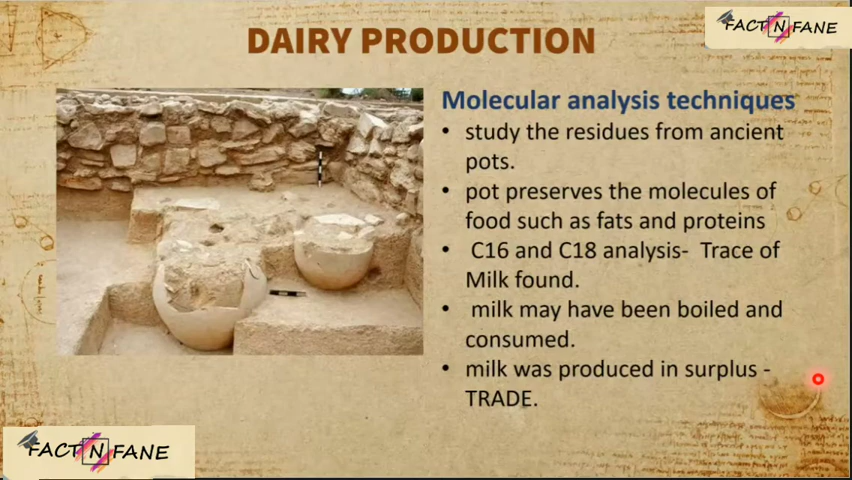 FACT N FANE
DAIRY PRODUCTION
Molecular analysis techniques
• study the residues from ancient
pots.
• pot preserves the molecules of
food such as fats and proteins
• C16 and C18 analysis- Trace of
Milk found.
• milk may have been boiled and
consumed.
• milk was produced in surplus -
TRADE.
FACT N FANE